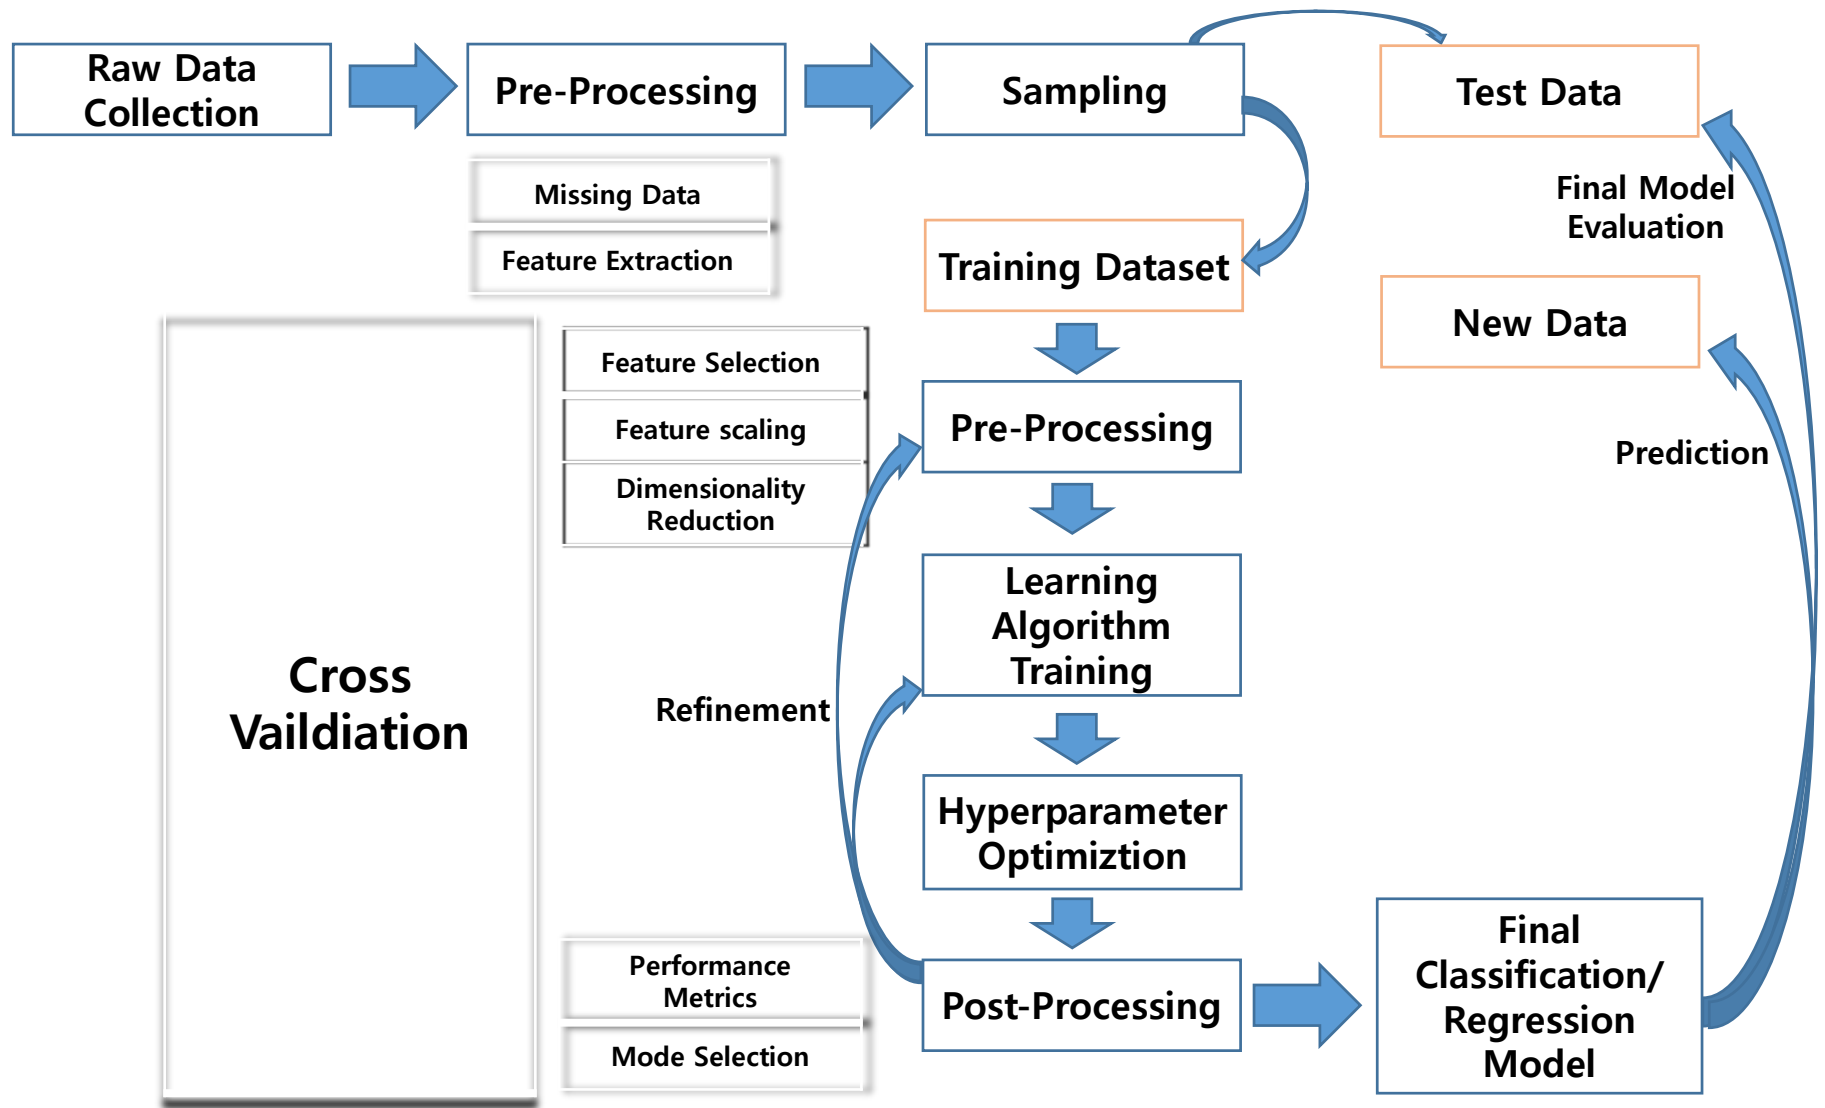 Raw Data
Collection
Pre-Processing
Sampling
Test Data
Missing Data
Feature Extraction
Final Model
Evaluation
Training Dataset
New Data
Feature Selection
Feature scaling
Dimensionality
Reduction
Pre-Processing
Prediction
Cross
Vaildiation
Refinement
Learning
Algorithm
Training
Hyperparameter
Optimiztion
Performance
Metrics
Mode Selection
Post-Processing
Final
Classification/
Regression
Model